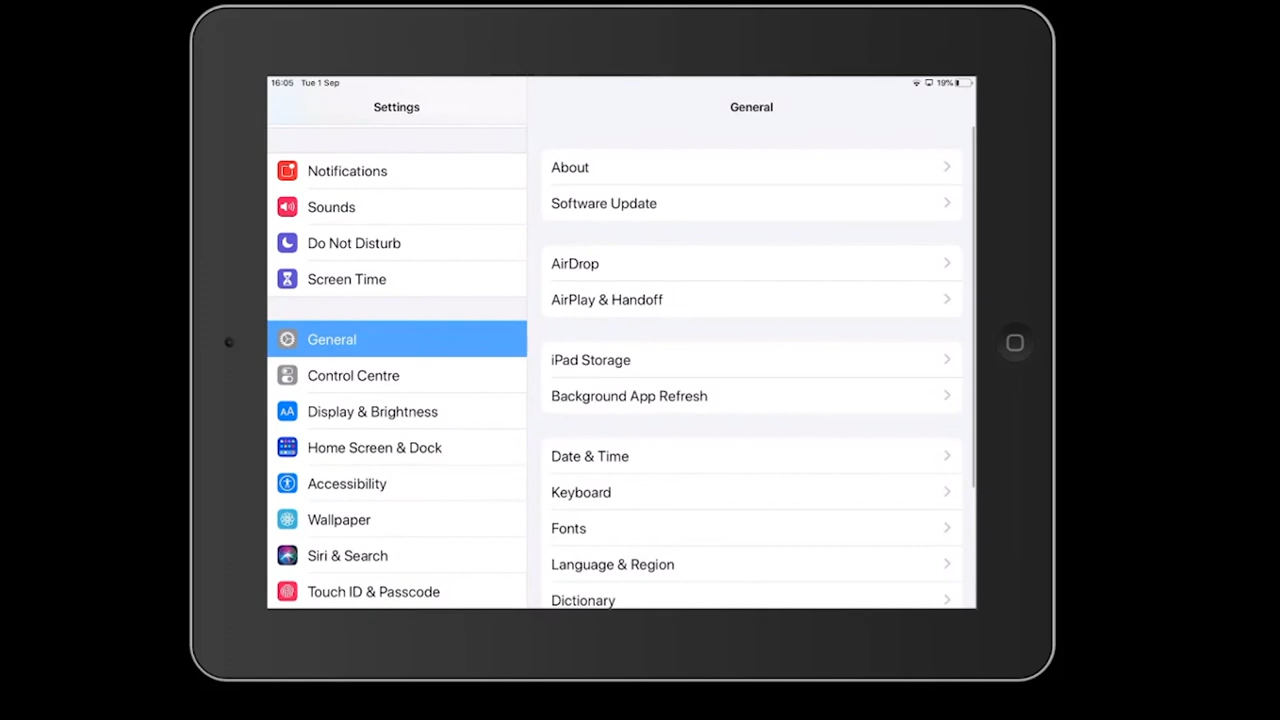 16:05 Tue 1 Sep
19%
Settings
Notifications
Sounds
Do Not Disturb
Screen Time
General
Control Centre
AA Display & Brightness
Home Screen & Dock
Accessibility
Wallpaper
Siri & Search
Touch ID & Passcode
General
About
Software Update
AirDrop
AirPlay & Handoff
iPad Storage
Background App Refresh
Date & Time
Keyboard
Fonts
Language & Region
Dictionary